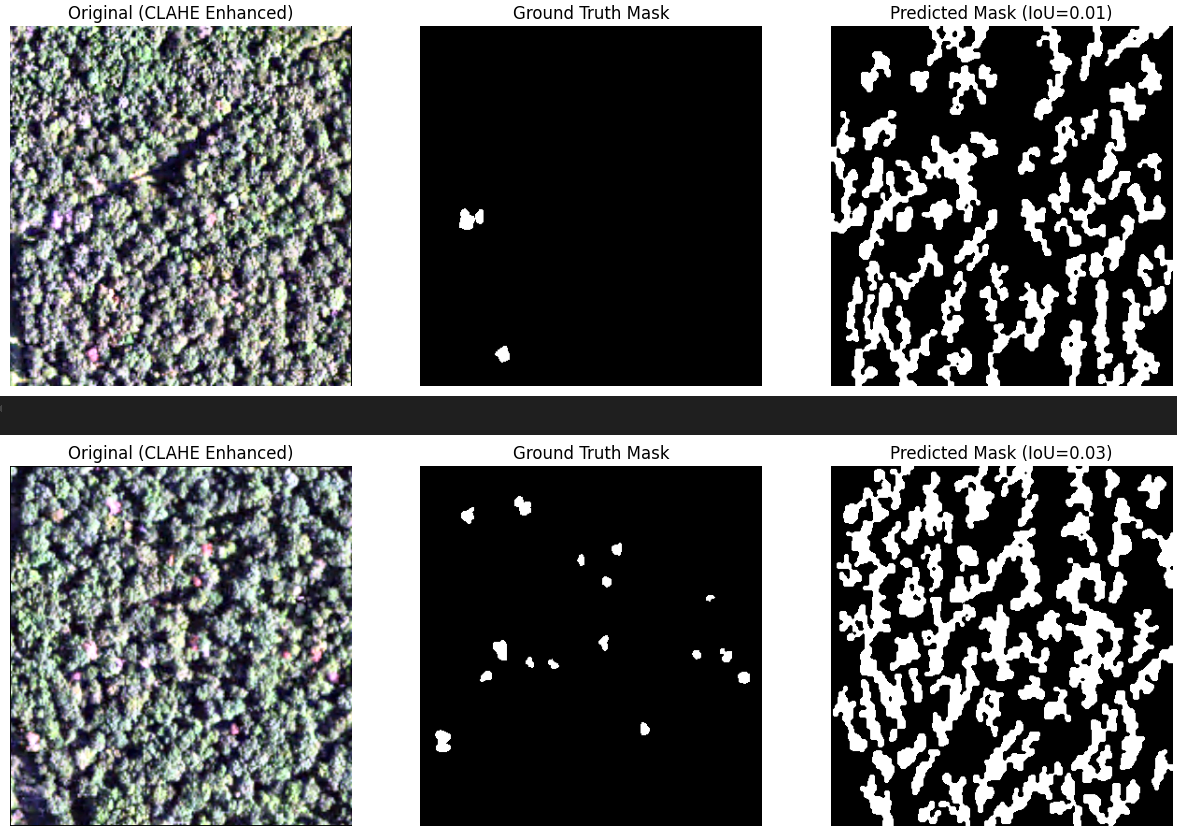 Original (CLAHE Enhanced)
Ground Truth Mask
Predicted Mask (IoU=0.01)
Original (CLAHE Enhanced)
Ground Truth Mask
Predicted Mask (IoU=0.03)